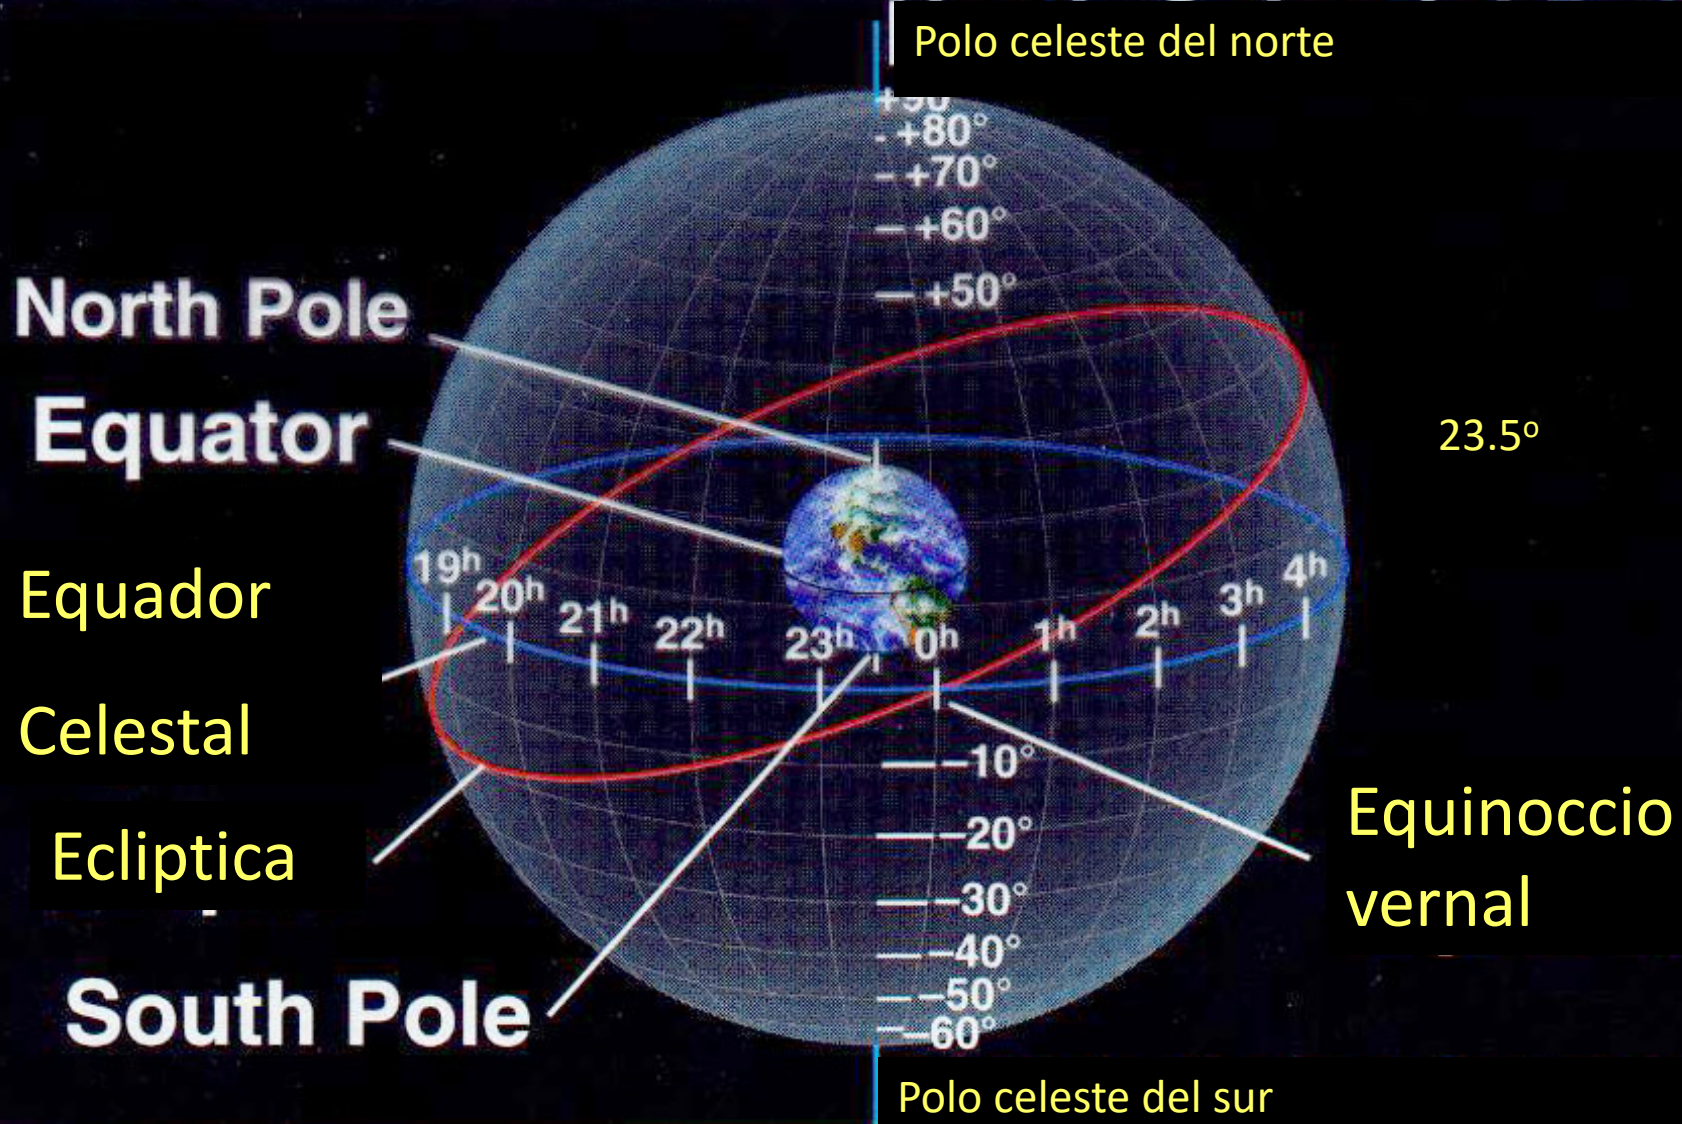 Polo celeste del norte
+90
- +80°
- +70°
+60°
+50°
North Pole
Equator
23.5º
19h
20h
21h
22h
23h
0h
1h
2h
3h
4h
Equador
Celestal
Ecliptica
–10°
–20°
–30°
–40°
–50°
–60°
Equinoccio
vernal
South Pole
Polo celeste del sur